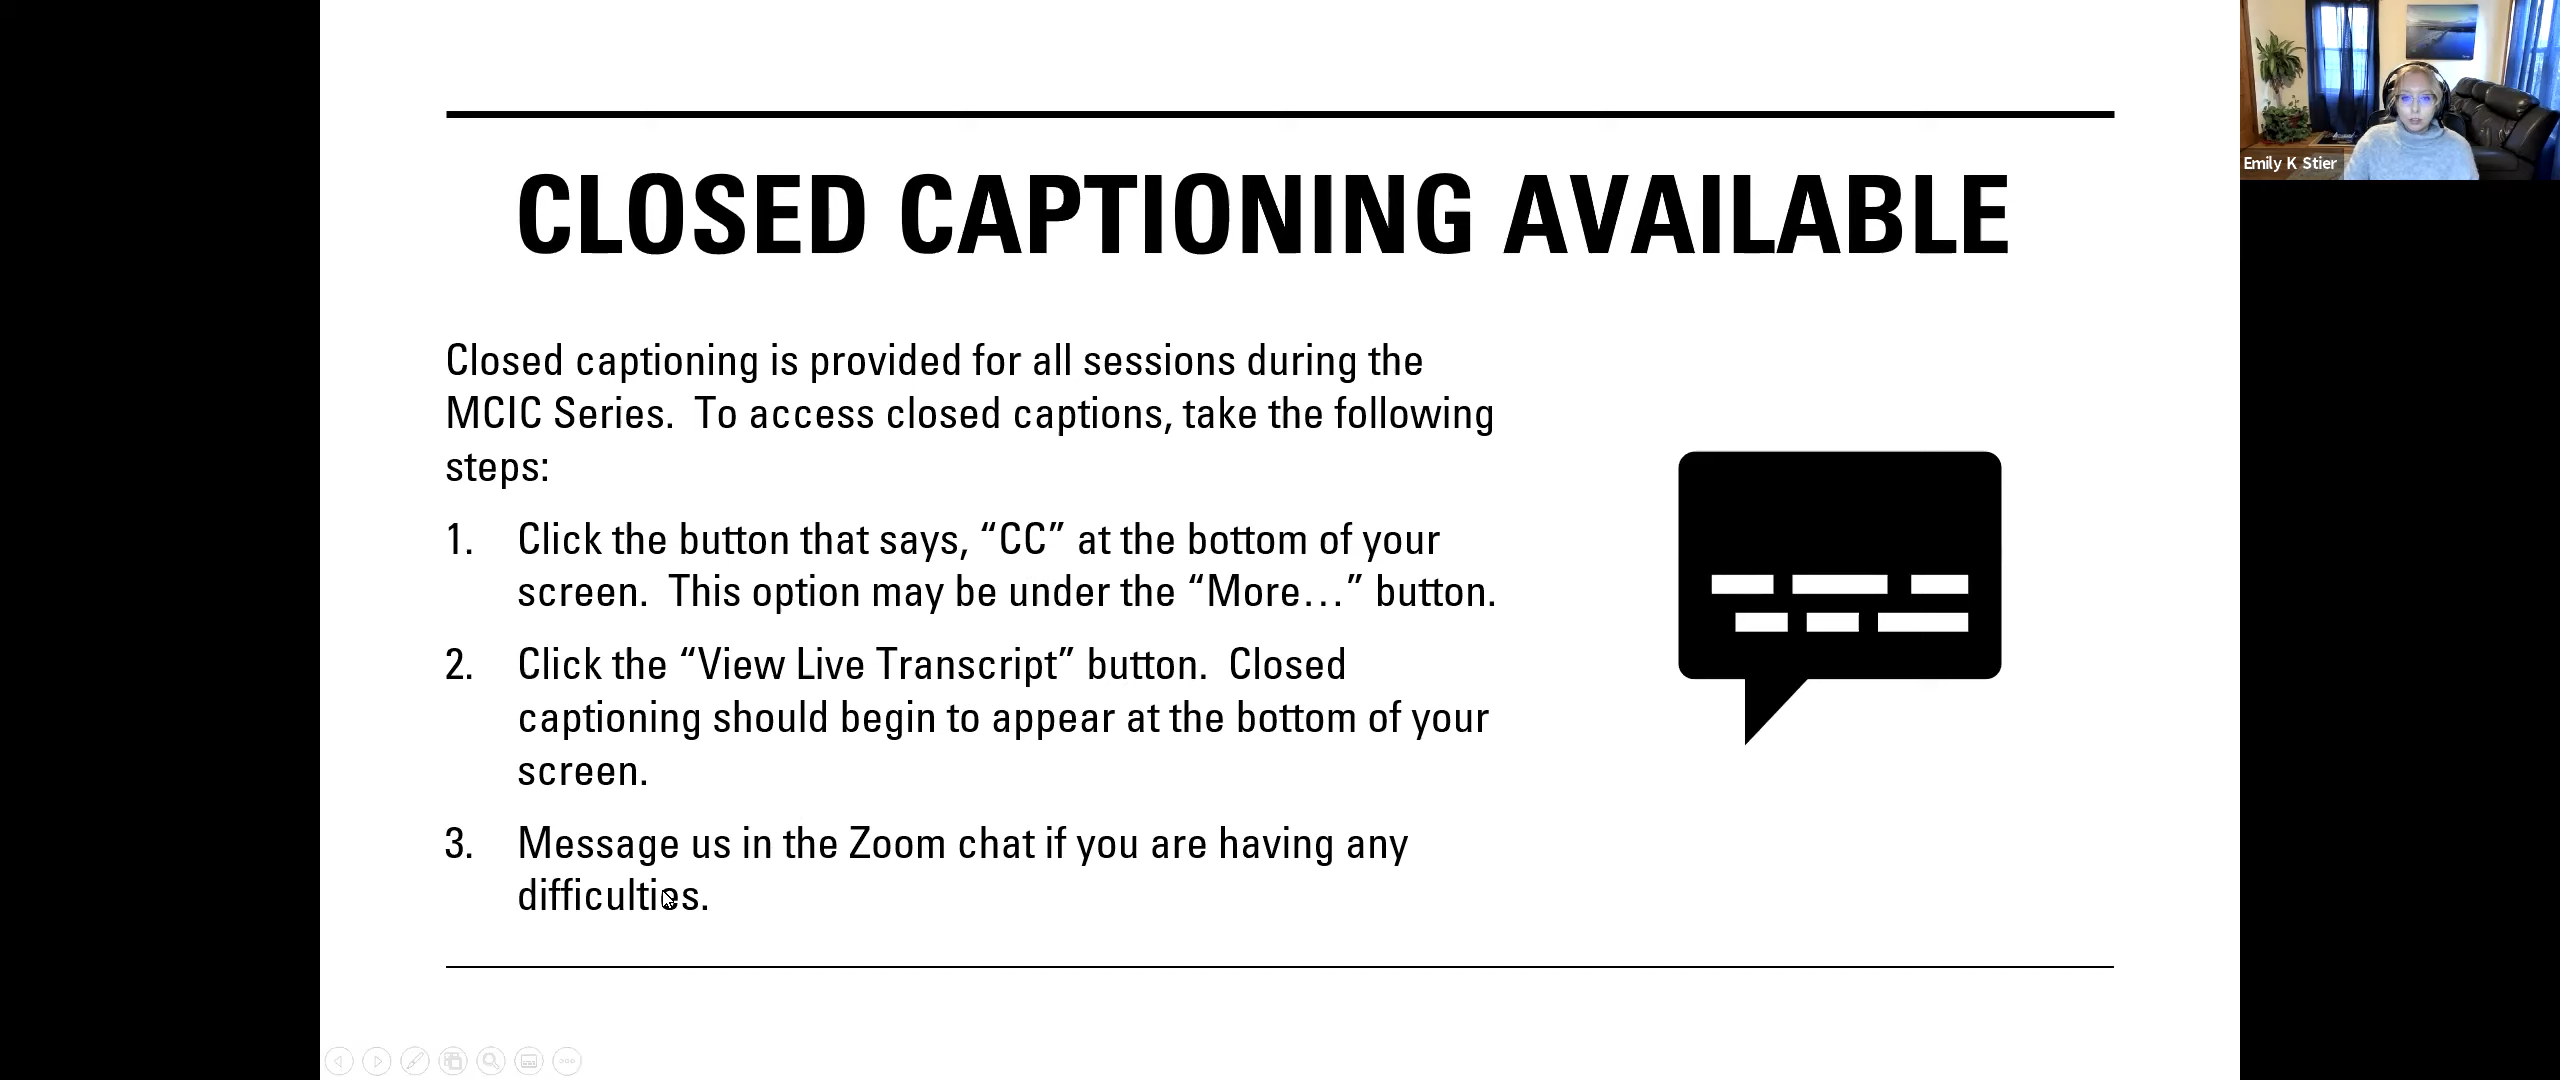 CLOSED CAPTIONING AVAILABLE
Closed captioning is provided for all sessions during the
MCIC Series.  To access closed captions, take the following
steps:
1. Click the button that says, “CC” at the bottom of your
screen.  This option may be under the “More…” button.
2. Click the “View Live Transcript” button.  Closed
captioning should begin to appear at the bottom of your
screen.
3. Message us in the Zoom chat if you are having any
difficulties.
Emily K Stier